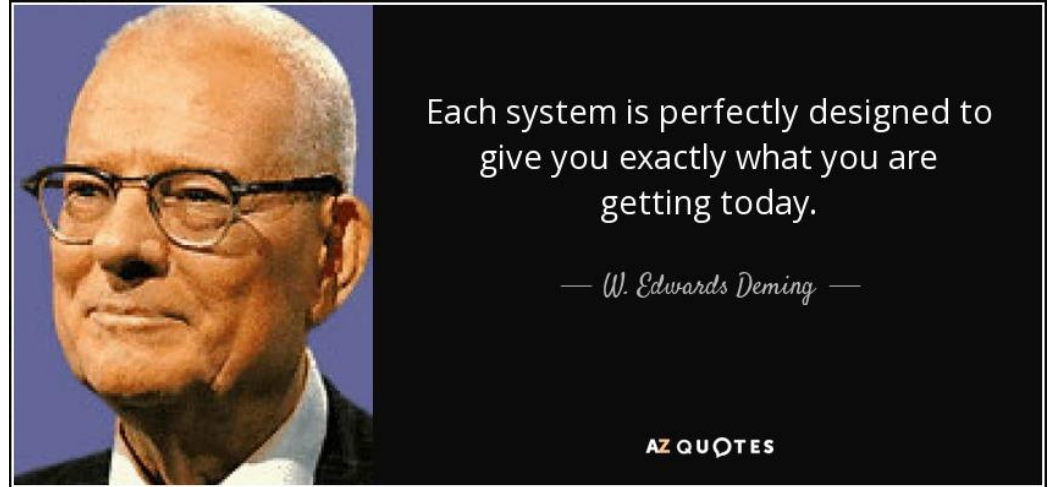 Each system is perfectly designed to
give you exactly what you are
getting today.
— W. Edwards Deming —
AZ QUOTES